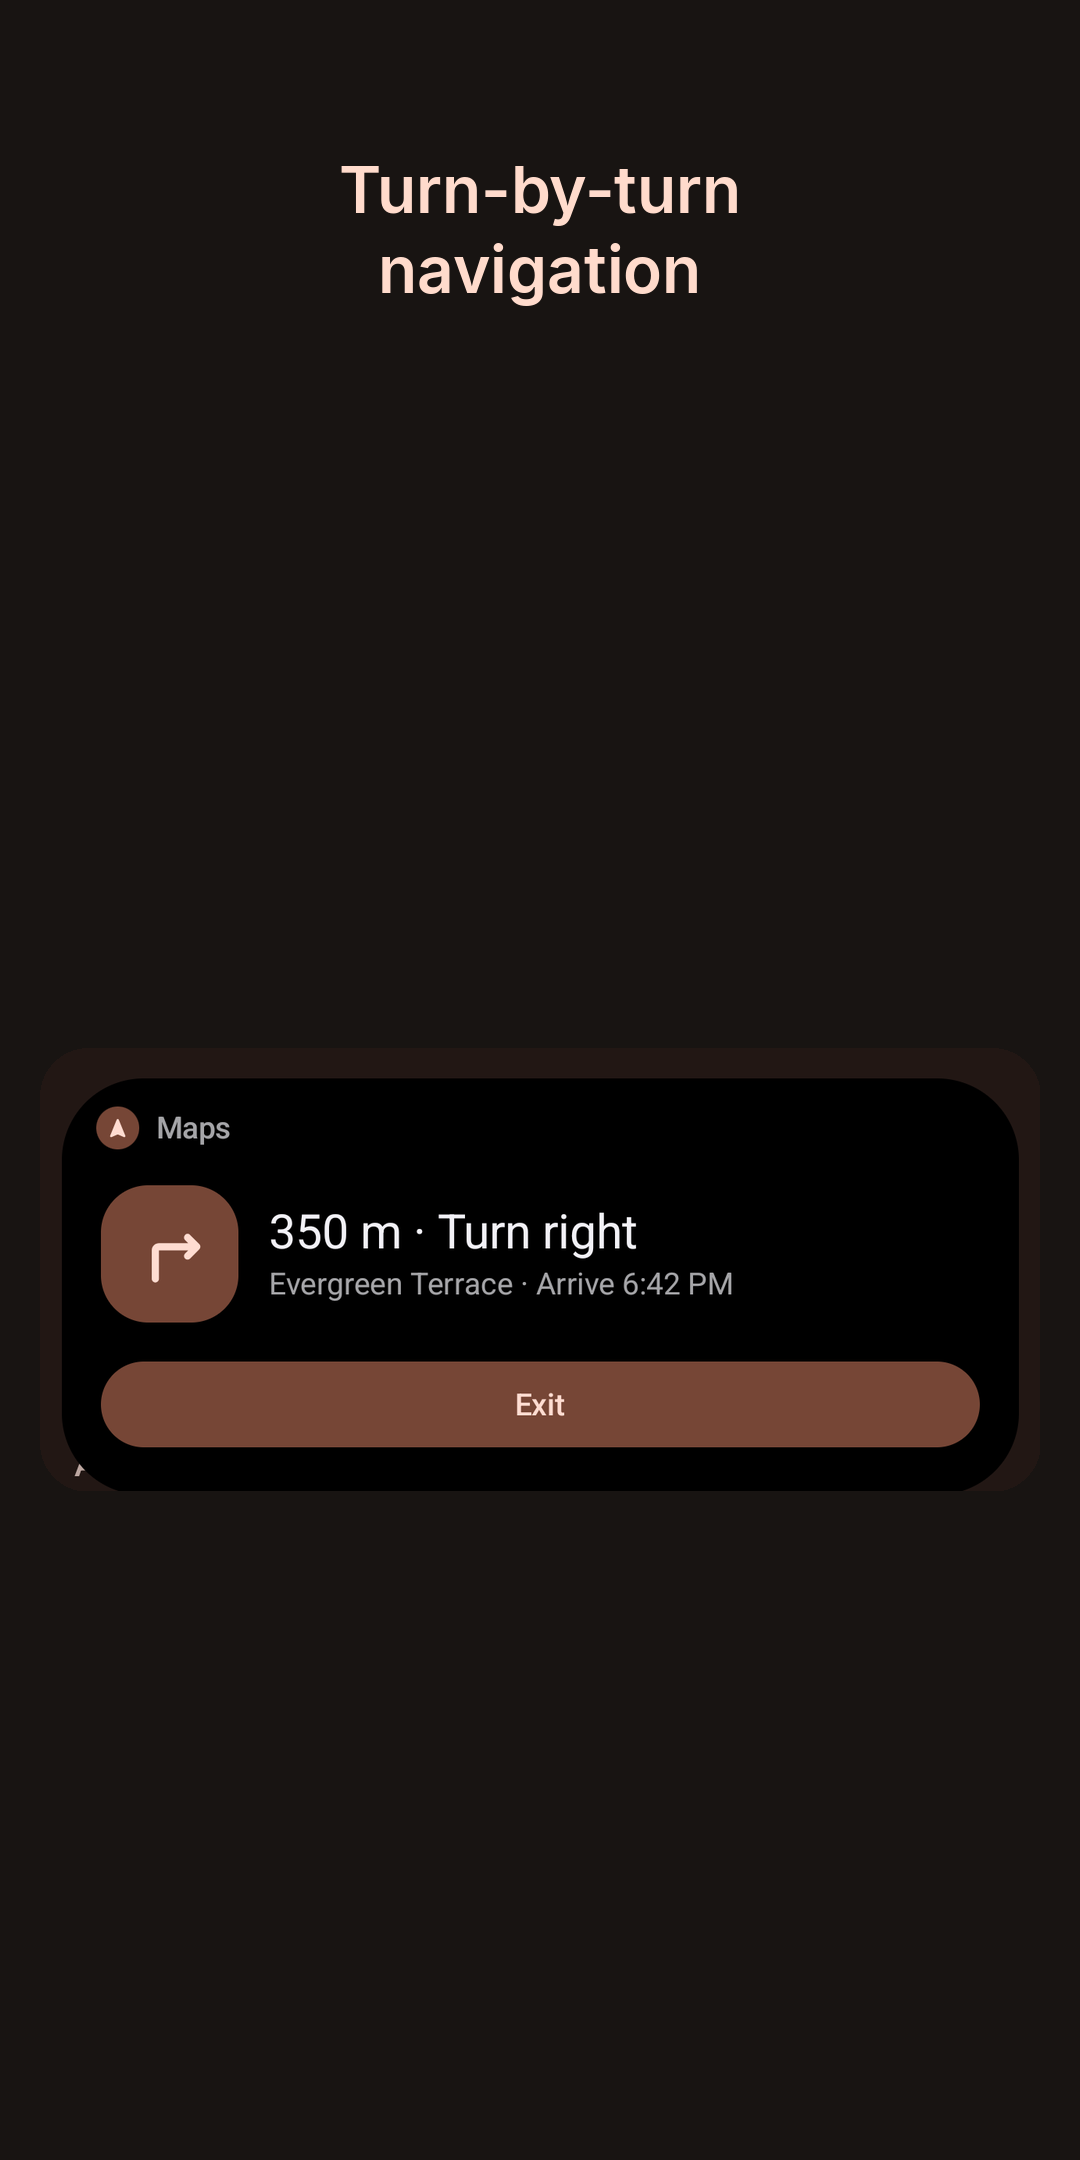 Turn-by-turn
navigation
Maps
350 m · Turn right
Evergreen Terrace · Arrive 6:42 PM
Exit